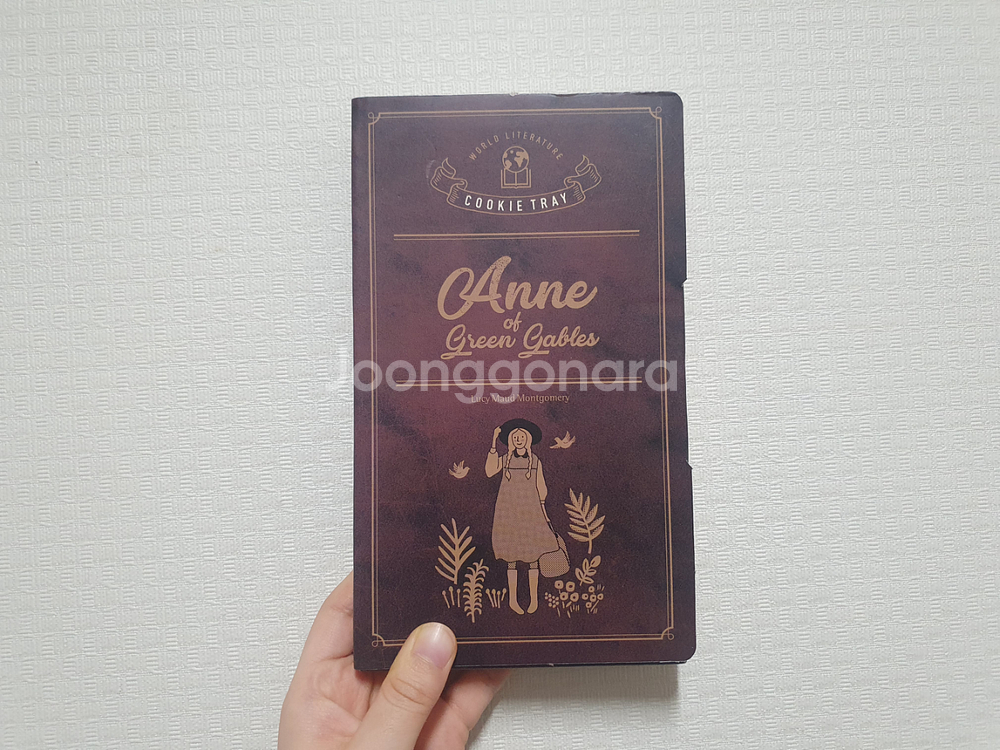 WORLD LITERATURE
COOKIE TRAY
Anne
of
Green Gables
Joonggonara
Lucy Maud Montgomery